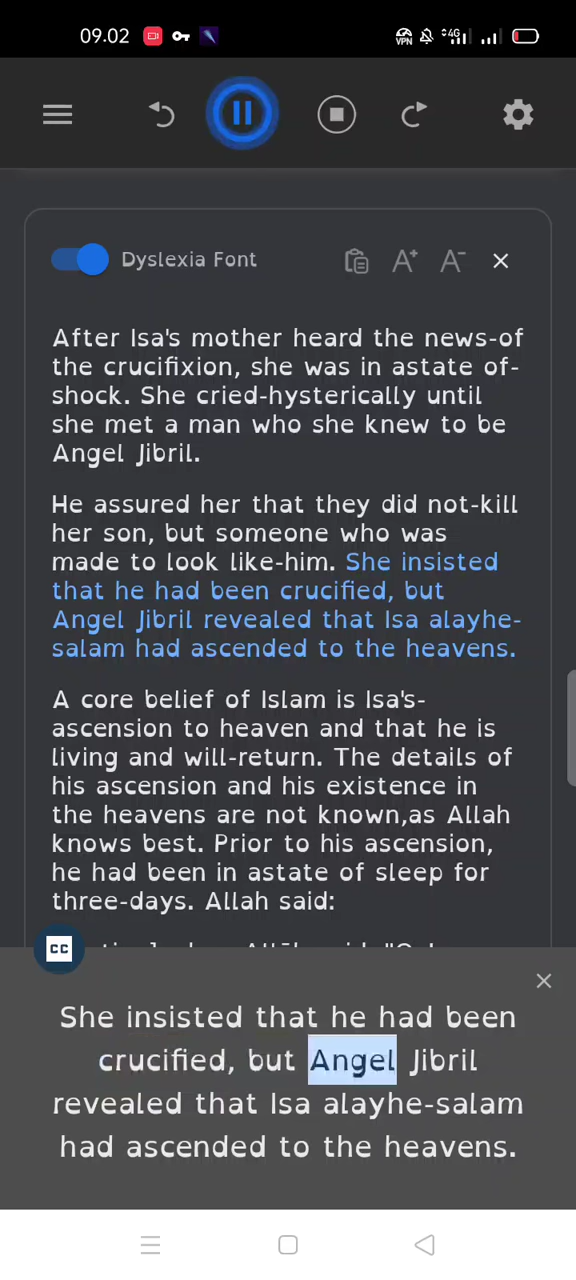 09.02
VPN
4G
Dyslexia Font
A+
A-
After Isa's mother heard the news-of
the crucifixion, she was in astate of-
shock. She cried-hysterically until
she met a man who she knew to be
Angel Jibril.
He assured her that they did not-kill
her son, but someone who was
made to look like-him. She insisted
that he had been crucified, but
Angel Jibril revealed that Isa alayhe-
salam had ascended to the heavens.
A core belief of Islam is Isa's-
ascension to heaven and that he is
living and will-return. The details of
his ascension and his existence in
the heavens are not known,as Allah
knows best. Prior to his ascension,
he had been in astate of sleep for
three-days. Allah said:
CC
She insisted that he had been
crucified, but Angel Jibril
revealed that Isa alayhe-salam
had ascended to the heavens.